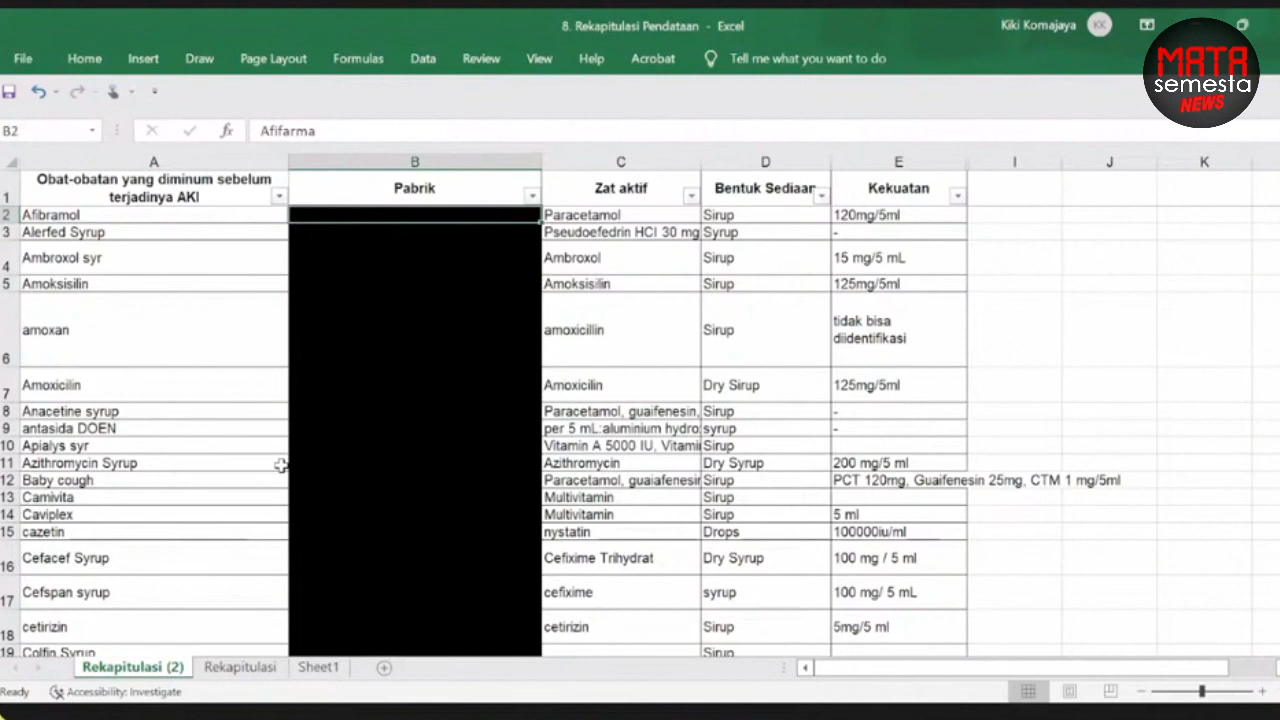 8. Rekapitulasi Pendataan - Excel
Kiki Komajaya KK
MATA
semesta
NEWS
File Home Insert Draw Page Layout Formulas Data Review View Help Acrobat Tell me what you want to do
B2 fx Afifarma
A B C D E I J K
1 Obat-obatan yang diminum sebelum terjadinya AKI Pabrik Zat aktif Bentuk Sediaan Kekuatan
2 Afibramol Paracetamol Sirup 120mg/5ml
3 Alerfed Syrup Pseudoefedrin HCl 30 mg Syrup -
4 Ambroxol syr Ambroxol Sirup 15 mg/5 mL
5 Amoksisilin Amoksisilin Sirup 125mg/5ml
6 amoxan amoxicillin Sirup tidak bisa diidentifikasi
7 Amoxicilin Amoxicilin Dry Sirup 125mg/5ml
8 Anacetine syrup Paracetamol, guaifenesin, Sirup -
9 antasida DOEN per 5 mL:aluminium hydro syrup -
10 Apialys syr Vitamin A 5000 IU, Vitami Sirup
11 Azithromycin Syrup Azithromycin Dry Syrup 200 mg/5 ml
12 Baby cough Paracetamol, guaiafenesin Sirup PCT 120mg, Guaifenesin 25mg, CTM 1 mg/5ml
13 Camivita Multivitamin Sirup
14 Caviplex Multivitamin Sirup 5 ml
15 cazetin nystatin Drops 100000iu/ml
16 Cefacef Syrup Cefixime Trihydrat Dry Syrup 100 mg / 5 ml
17 Cefspan syrup cefixime syrup 100 mg/ 5 mL
18 cetirizin cetirizin Sirup 5mg/5 ml
19 Colfin Syrup Sirup
Rekapitulasi (2) Rekapitulasi Sheet1
Ready Accessibility: Investigate